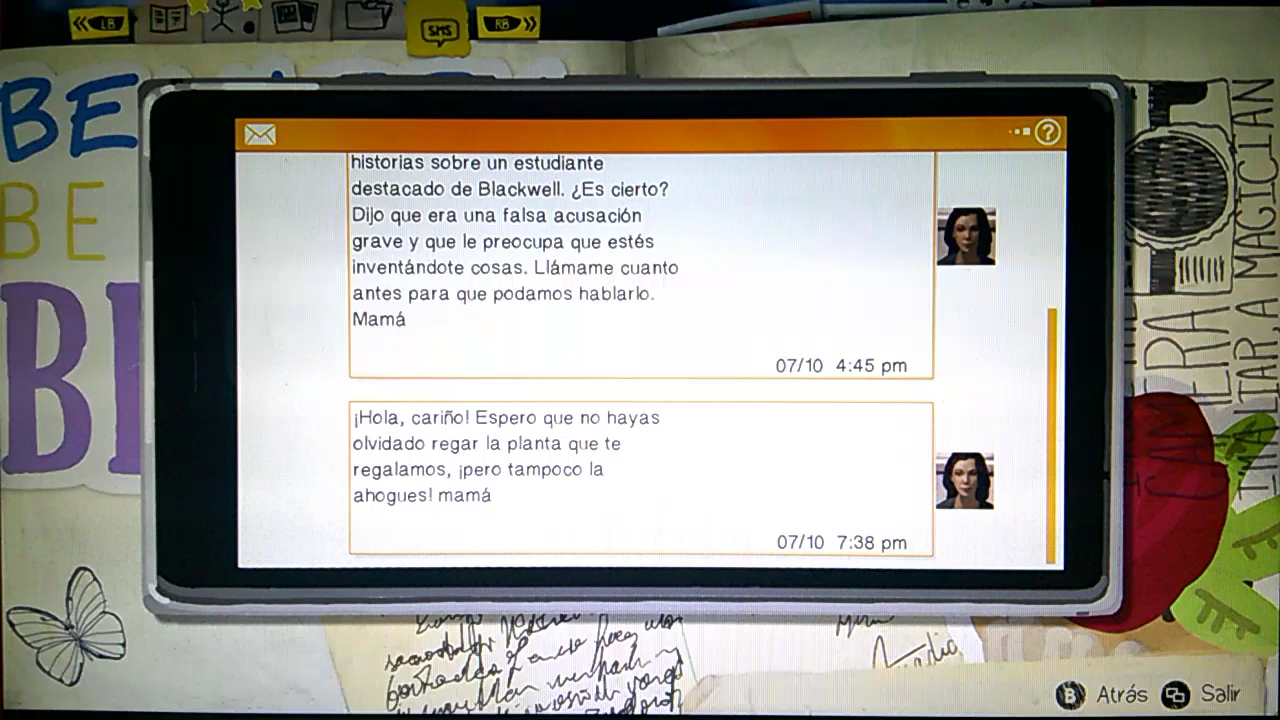 LB
SMS
RB
BE
BE
BE
historias sobre un estudiante
destacado de Blackwell. ¿Es cierto?
Dijo que era una falsa acusación
grave y que le preocupa que estés
inventándote cosas. Llámame cuanto
antes para que podamos hablarlo.
Mamá
07/10 4:45 pm
¡Hola, cariño! Espero que no hayas
olvidado regar la planta que te
regalamos, ¡pero tampoco la
ahogues! mamá
07/10 7:38 pm
MAGICIAN
B Atrás Salir